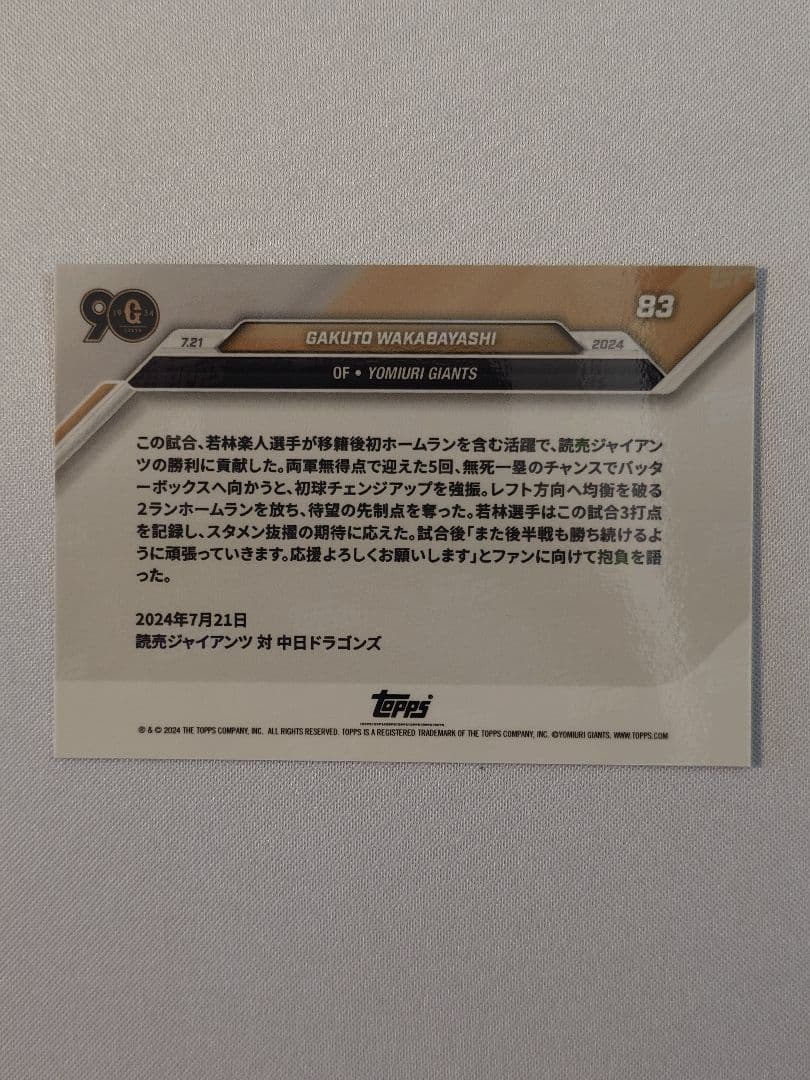 90 1934 G
83
7.21 GAKUTO WAKABAYASHI 2024
OF • YOMIURI GIANTS
この試合、若林楽人選手が移籍後初ホームランを含む活躍で、読売ジャイアン
ツの勝利に貢献した。両軍無得点で迎えた5回、無死一塁のチャンスでバッタ
ーボックスへ向かうと、初球チェンジアップを強振。レフト方向へ均衡を破る
2ランホームランを放ち、待望の先制点を奪った。若林選手はこの試合3打点
を記録し、スタメン抜擢の期待に応えた。試合後「また後半戦も勝ち続けるよ
うに頑張っていきます。応援よろしくお願いします」とファンに向けて抱負を語
った。
2024年7月21日
読売ジャイアンツ 対 中日ドラゴンズ
topps
® & © 2024 THE TOPPS COMPANY, INC. ALL RIGHTS RESERVED. TOPPS IS A REGISTERED TRADEMARK OF THE TOPPS COMPANY, INC. ©YOMIURI GIANTS. WWW.TOPPS.COM